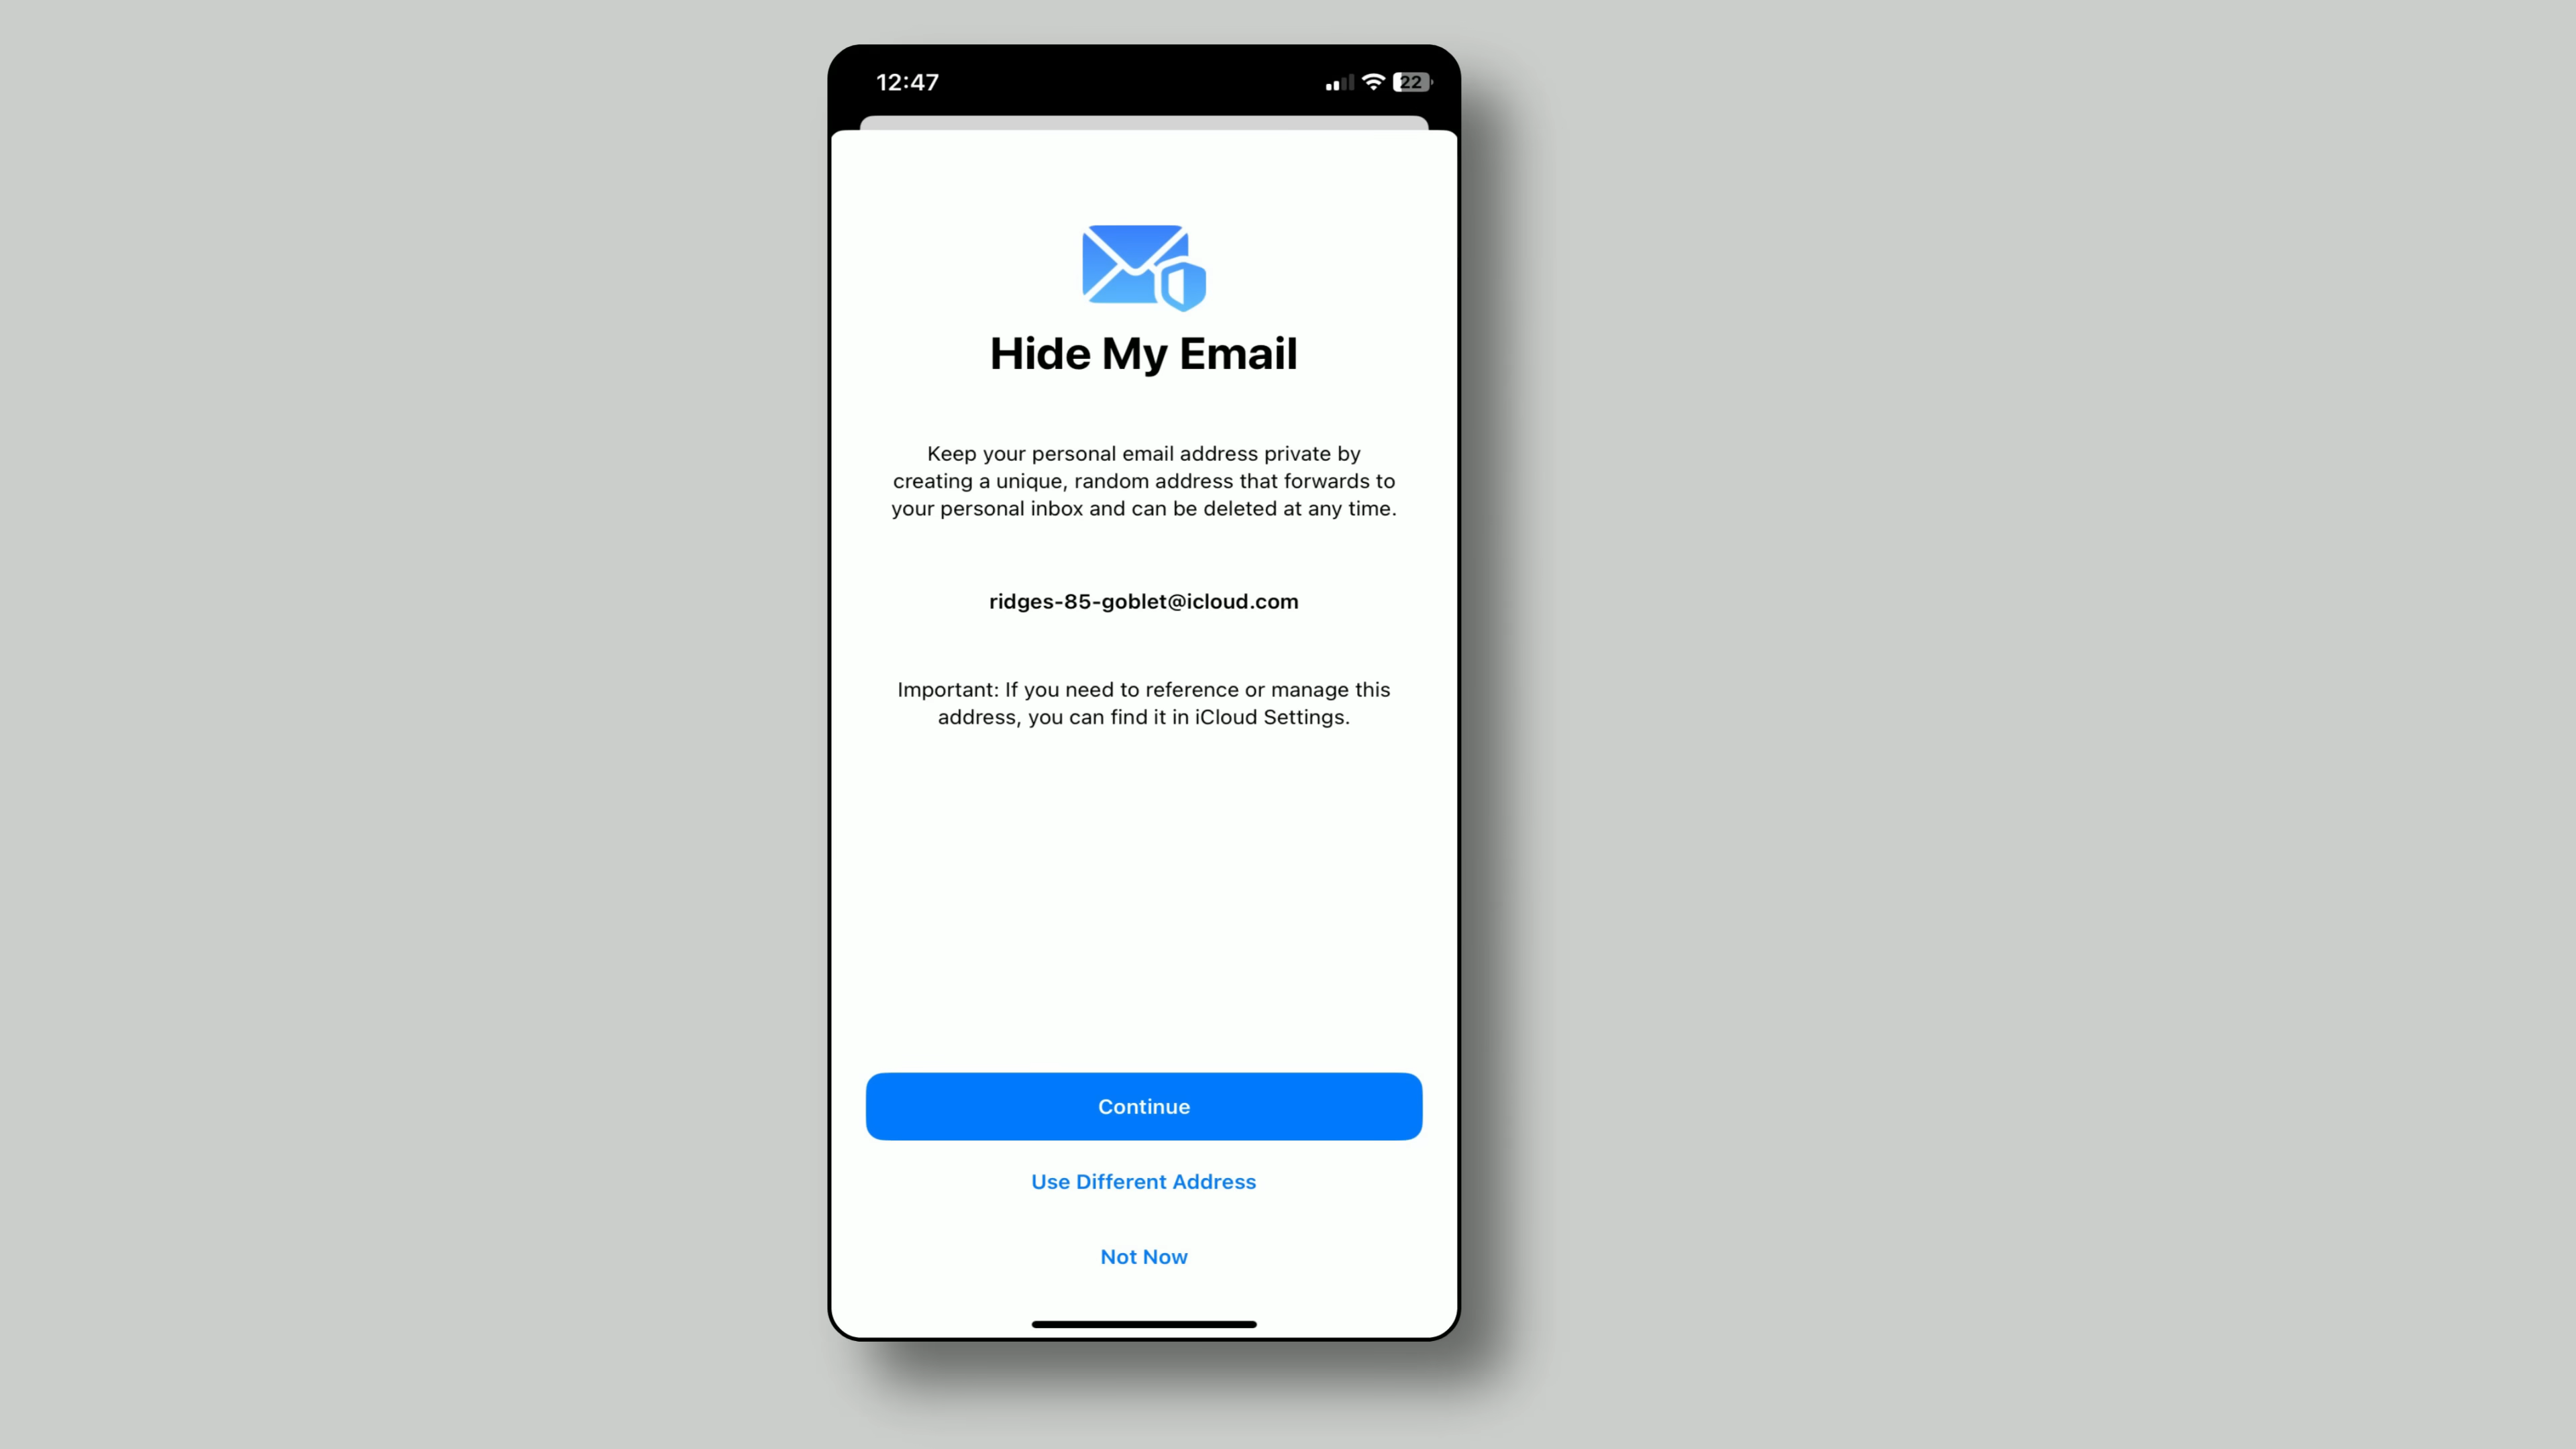 12:47
22
Hide My Email
Keep your personal email address private by
creating a unique, random address that forwards to
your personal inbox and can be deleted at any time.
ridges-85-goblet@icloud.com
Important: If you need to reference or manage this
address, you can find it in iCloud Settings.
Continue
Use Different Address
Not Now